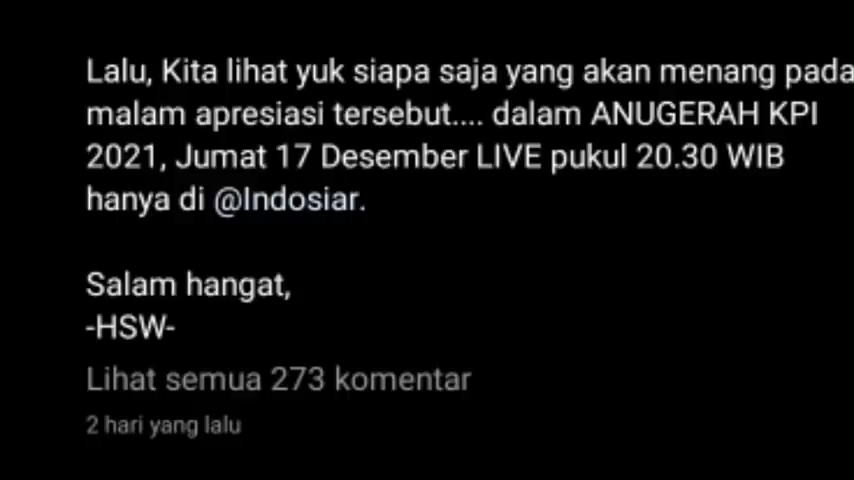 Lalu, Kita lihat yuk siapa saja yang akan menang pada
malam apresiasi tersebut.... dalam ANUGERAH KPI
2021, Jumat 17 Desember LIVE pukul 20.30 WIB
hanya di @Indosiar.
Salam hangat,
-HSW-
Lihat semua 273 komentar
2 hari yang lalu